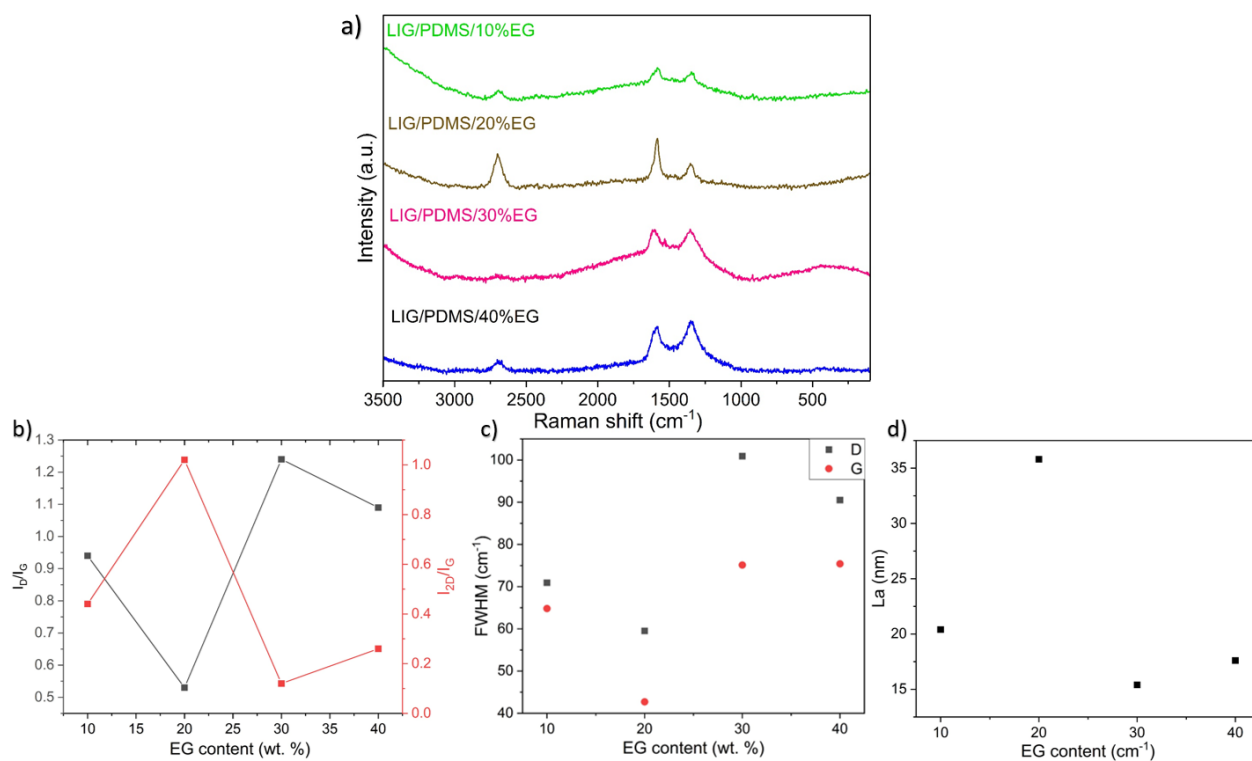 a)
LIG/PDMS/10%EG
LIG/PDMS/20%EG
LIG/PDMS/30%EG
LIG/PDMS/40%EG
Intensity (a.u.)
3500 3000 2500 2000 1500 1000 500
Raman shift (cm⁻¹)
b)
1.3
1.2
1.1
1.0
0.9
0.8
0.7
0.6
0.5
I_D/I_G
1.0
0.8
0.6
0.4
0.2
0.0
I_2D/I_G
10 15 20 25 30 35 40
EG content (wt. %)
c)
D
G
100
90
80
70
60
50
40
FWHM (cm⁻¹)
10 20 30 40
EG content (wt. %)
d)
35
30
25
20
15
La (nm)
10 20 30 40
EG content (cm⁻¹)